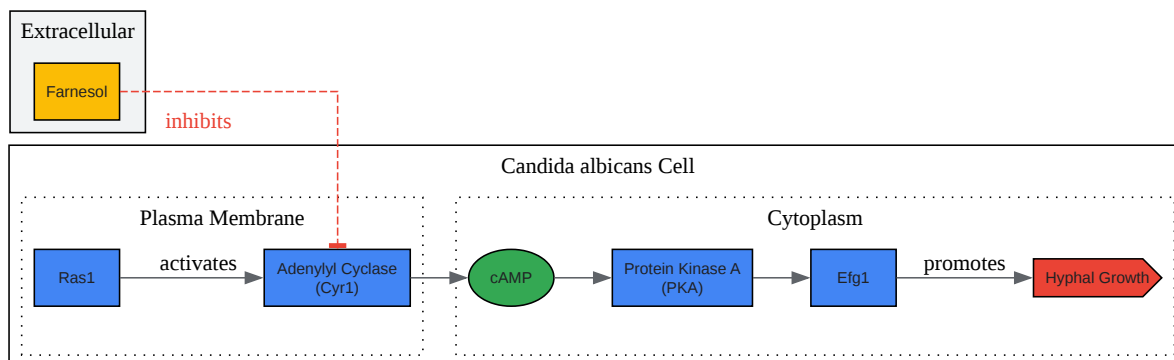 Extracellular
Farnesol
inhibits
Candida albicans Cell
Plasma Membrane
Cytoplasm
Ras1
activates
Adenylyl Cyclase
(Cyr1)
cAMP
Protein Kinase A
(PKA)
Efg1
promotes
Hyphal Growth